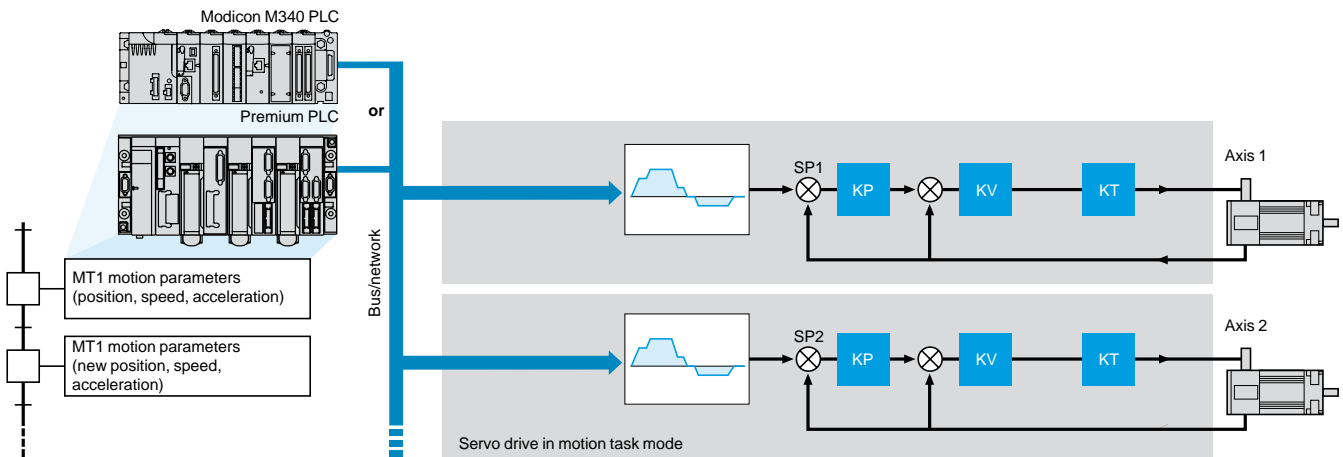 Modicon M340 PLC
or
Premium PLC
MT1 motion parameters
(position, speed, acceleration)
MT1 motion parameters
(new position, speed,
acceleration)
Bus/network
SP1
KP
KV
KT
Axis 1
SP2
KP
KV
KT
Axis 2
Servo drive in motion task mode